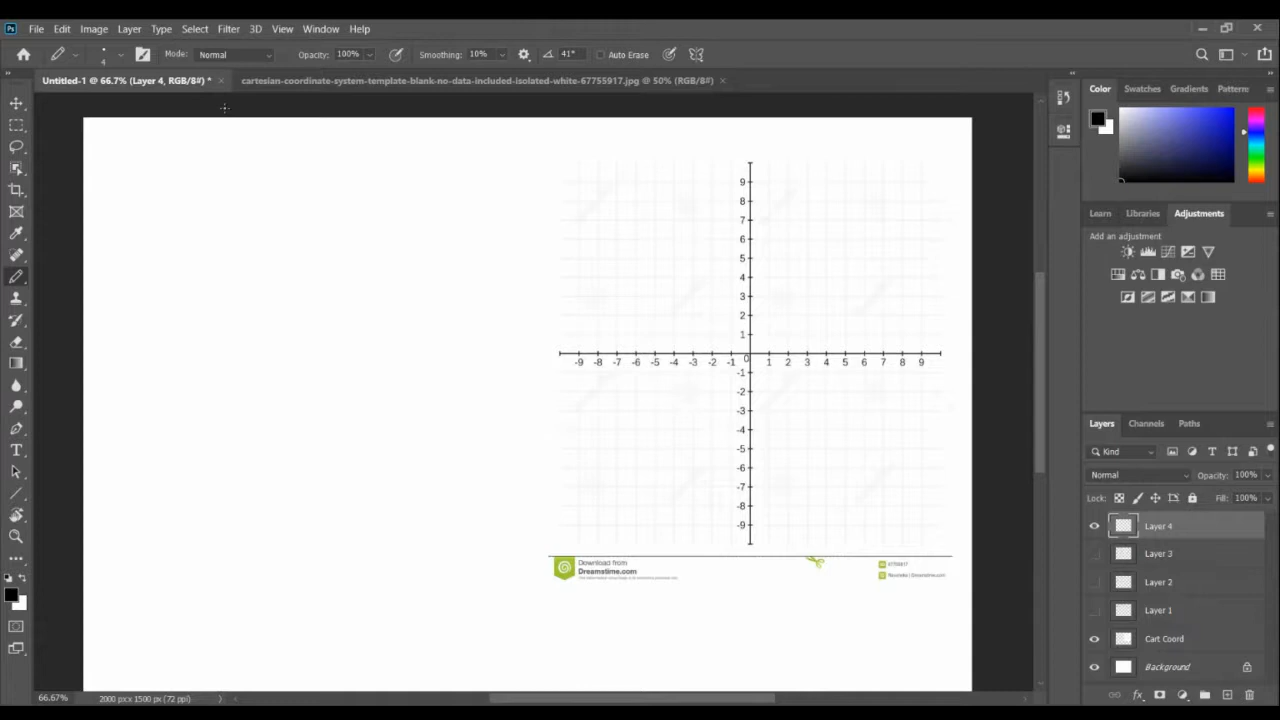 Ps File Edit Image Layer Type Select Filter 3D View Window Help
4 Mode: Normal Opacity: 100% Smoothing: 10% 41° Auto Erase
Untitled-1 @ 66.7% (Layer 4, RGB/8#) * × cartesian-coordinate-system-template-blank-no-data-included-isolated-white-67755917.jpg @ 50% (RGB/8#) ×
Color Swatches Gradients Patterns
Learn Libraries Adjustments
Add an adjustment
9
8
7
6
5
4
3
2
1
-9 -8 -7 -6 -5 -4 -3 -2 -1 0 1 2 3 4 5 6 7 8 9
-1
-2
-3
-4
-5
-6
-7
-8
-9
Download from
Dreamstime.com
67755917
Layers Channels Paths
Kind
Normal Opacity: 100%
Lock: Fill: 100%
Layer 4
Layer 3
Layer 2
Layer 1
Cart Coord
Background
fx
66.67% 2000 px x 1500 px (72 ppi)